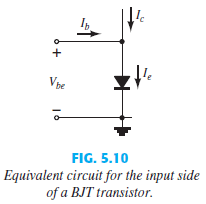 I_c
I_b
+
V_be
I_e
–
FIG. 5.10
Equivalent circuit for the input side
of a BJT transistor.